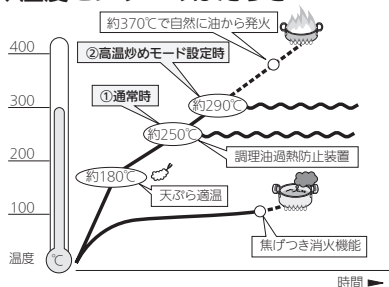 約370℃で自然に油から発火
②高温炒めモード設定時
①通常時
約290℃
約250℃
調理油過熱防止装置
約180℃
天ぷら適温
焦げつき消火機能
400
300
200
100
温度
℃
時間